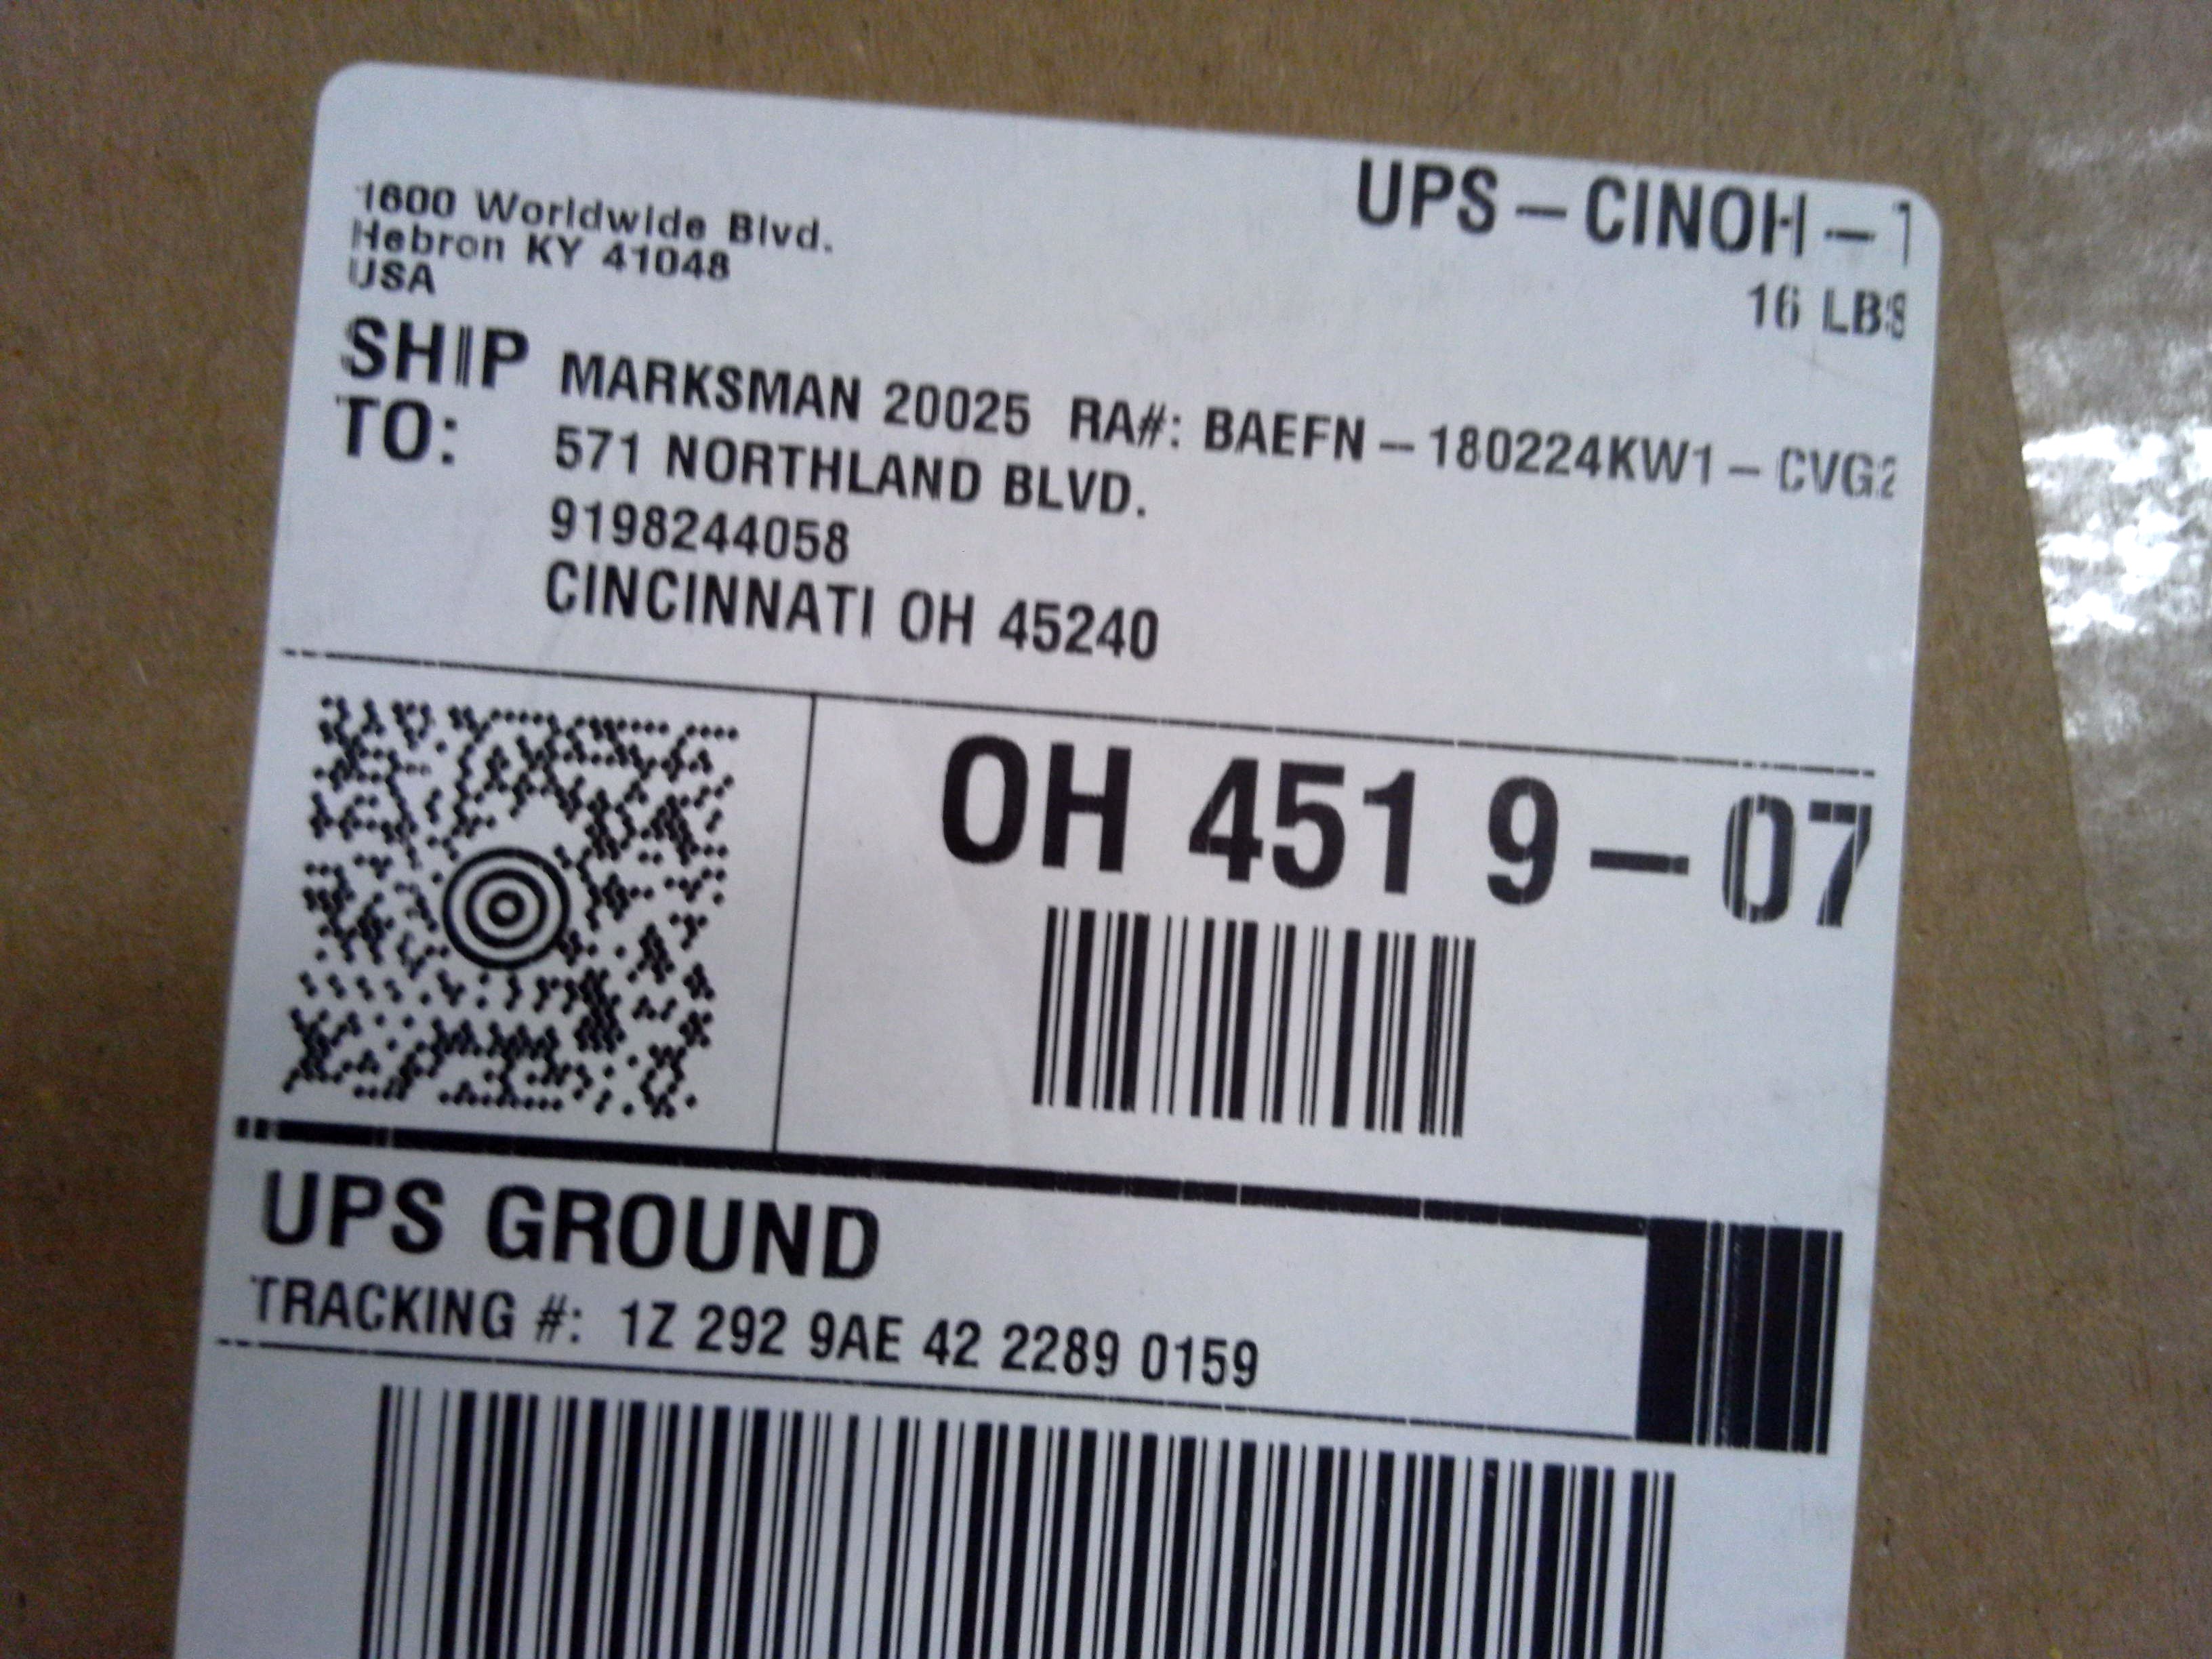 1600 Worldwide Blvd.
Hebron KY 41048
USA
UPS - CINOH - 1
16 LBS
SHIP TO:
MARKSMAN 20025 RA#: BAEFN - 180224KW1 - CVG2
571 NORTHLAND BLVD.
9198244058
CINCINNATI OH 45240
OH 451 9 - 07
UPS GROUND
TRACKING #: 1Z 292 9AE 42 2289 0159